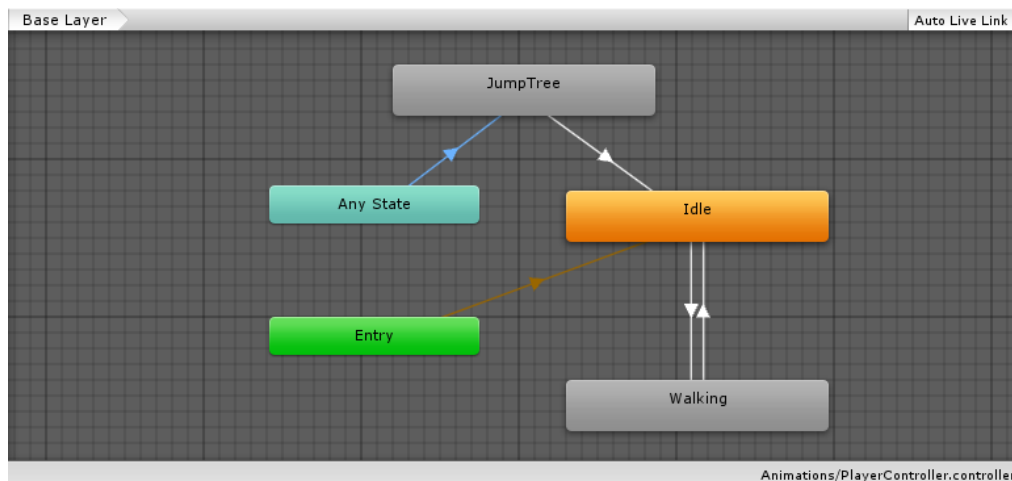 Base Layer
Auto Live Link
JumpTree
Any State
Idle
Entry
Walking
Animations/PlayerController.controller